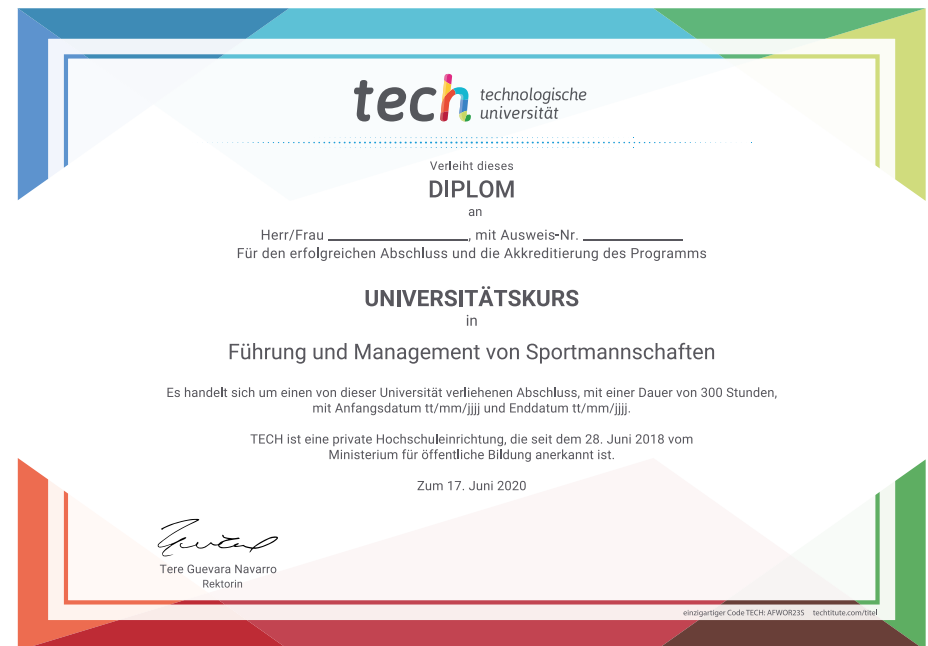 tech technologische
universität
Verleiht dieses
DIPLOM
an
Herr/Frau ____________, mit Ausweis-Nr. ____________
Für den erfolgreichen Abschluss und die Akkreditierung des Programms
UNIVERSITÄTSKURS
in
Führung und Management von Sportmannschaften
Es handelt sich um einen von dieser Universität verliehenen Abschluss, mit einer Dauer von 300 Stunden,
mit Anfangsdatum tt/mm/jjjj und Enddatum tt/mm/jjjj.
TECH ist eine private Hochschuleinrichtung, die seit dem 28. Juni 2018 vom
Ministerium für öffentliche Bildung anerkannt ist.
Zum 17. Juni 2020
Tere Guevara Navarro
Rektorin
einzigartiger Code TECH: AFWOR235 techtitute.com/titel